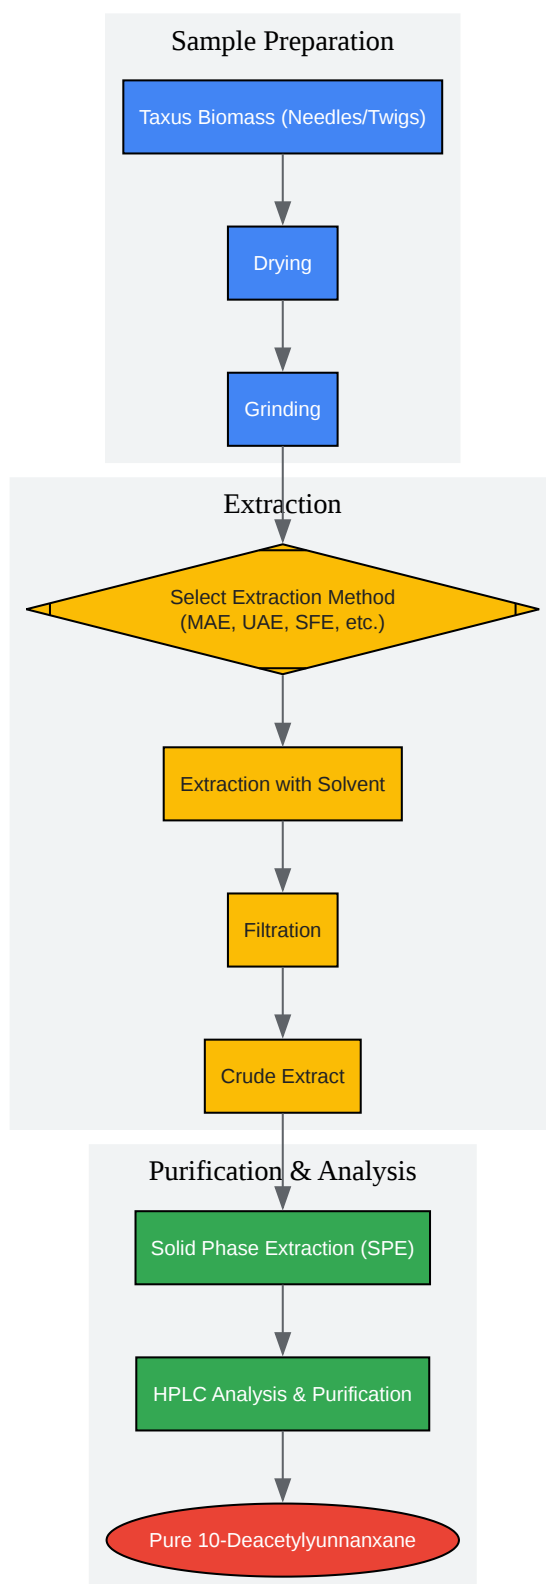 Sample Preparation
Taxus Biomass (Needles/Twigs)
Drying
Grinding
Extraction
Select Extraction Method
(MAE, UAE, SFE, etc.)
Extraction with Solvent
Filtration
Crude Extract
Purification & Analysis
Solid Phase Extraction (SPE)
HPLC Analysis & Purification
Pure 10-Deacetylyunnanxane